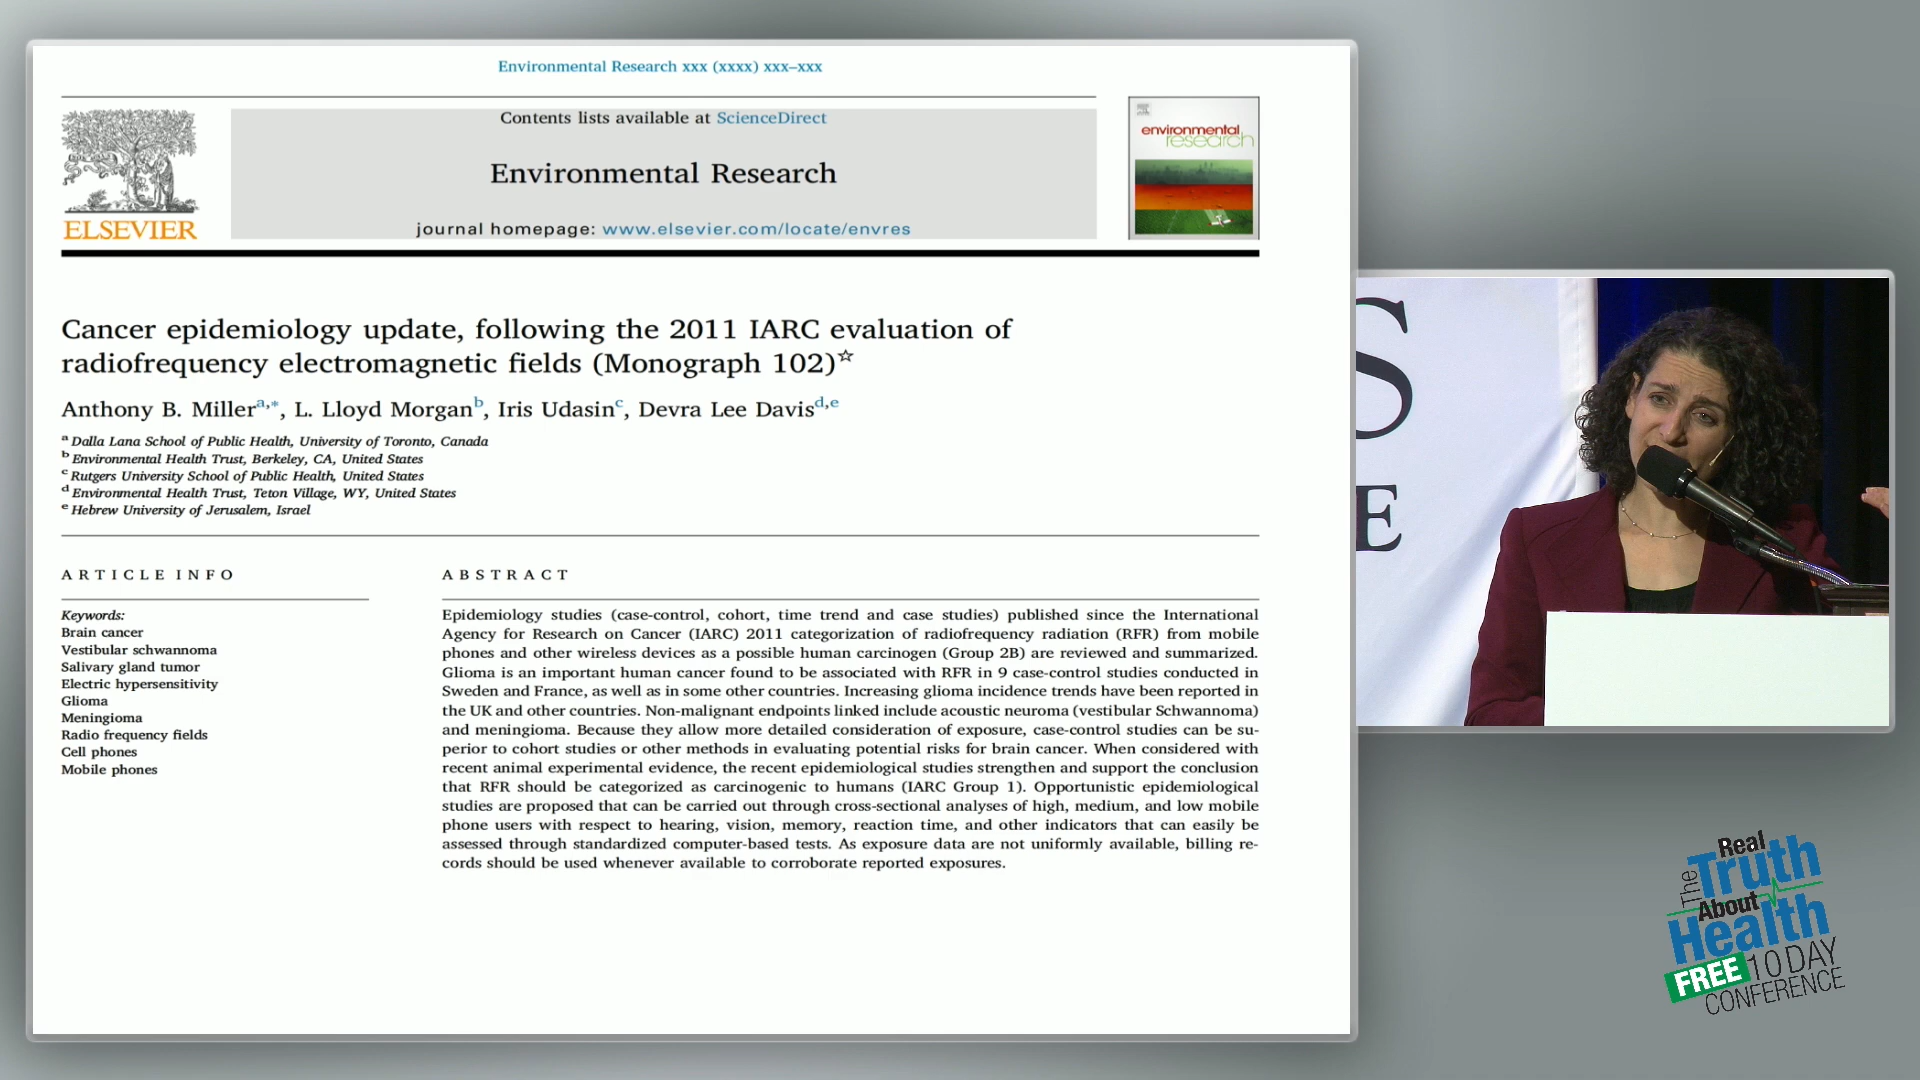 Environmental Research xxx (xxxx) xxx–xxx
Contents lists available at ScienceDirect
Environmental Research
journal homepage: www.elsevier.com/locate/envres
ELSEVIER
environmental
research
Cancer epidemiology update, following the 2011 IARC evaluation of
radiofrequency electromagnetic fields (Monograph 102)☆
Anthony B. Miller a,*, L. Lloyd Morgan b, Iris Udasin c, Devra Lee Davis d,e
a Dalla Lana School of Public Health, University of Toronto, Canada
b Environmental Health Trust, Berkeley, CA, United States
c Rutgers University School of Public Health, United States
d Environmental Health Trust, Teton Village, WY, United States
e Hebrew University of Jerusalem, Israel
ARTICLE INFO
Keywords:
Brain cancer
Vestibular schwannoma
Salivary gland tumor
Electric hypersensitivity
Glioma
Meningioma
Radio frequency fields
Cell phones
Mobile phones
ABSTRACT
Epidemiology studies (case-control, cohort, time trend and case studies) published since the International
Agency for Research on Cancer (IARC) 2011 categorization of radiofrequency radiation (RFR) from mobile
phones and other wireless devices as a possible human carcinogen (Group 2B) are reviewed and summarized.
Glioma is an important human cancer found to be associated with RFR in 9 case-control studies conducted in
Sweden and France, as well as in some other countries. Increasing glioma incidence trends have been reported in
the UK and other countries. Non-malignant endpoints linked include acoustic neuroma (vestibular Schwannoma)
and meningioma. Because they allow more detailed consideration of exposure, case-control studies can be su-
perior to cohort studies or other methods in evaluating potential risks for brain cancer. When considered with
recent animal experimental evidence, the recent epidemiological studies strengthen and support the conclusion
that RFR should be categorized as carcinogenic to humans (IARC Group 1). Opportunistic epidemiological
studies are proposed that can be carried out through cross-sectional analyses of high, medium, and low mobile
phone users with respect to hearing, vision, memory, reaction time, and other indicators that can easily be
assessed through standardized computer-based tests. As exposure data are not uniformly available, billing re-
cords should be used whenever available to corroborate reported exposures.
S
E
The Real
Truth
About
Health
FREE 10 DAY
CONFERENCE